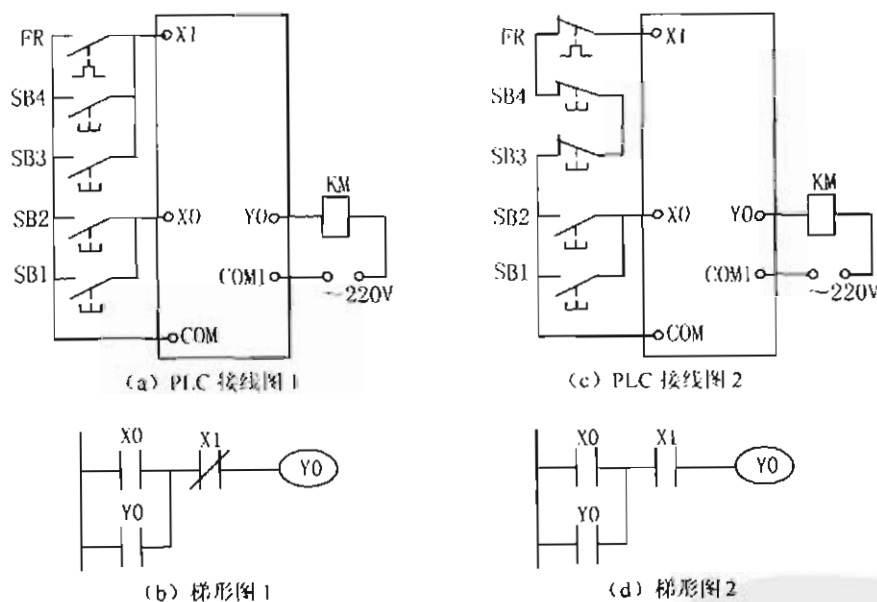 FR
X1
SB4
SB3
KM
SB2
X0
Y0
SB1
COM1
~220V
COM
(a) PLC 接线图 1
FR
X1
SB4
SB3
KM
SB2
X0
Y0
SB1
COM1
~220V
COM
(c) PLC 接线图 2
X0
X1
Y0
Y0
(b) 梯形图 1
X0
X1
Y0
Y0
(d) 梯形图 2